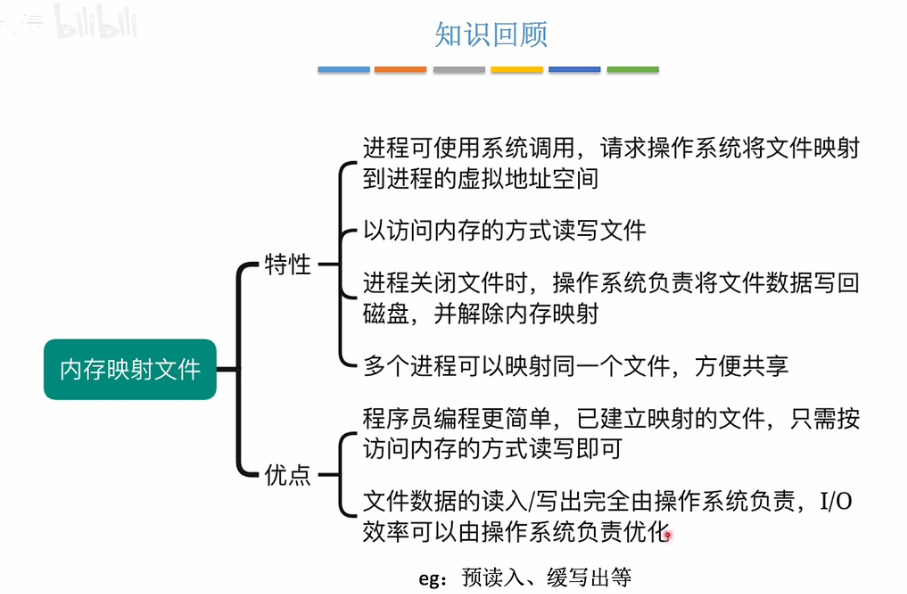 bilibili
知识回顾
进程可使用系统调用，请求操作系统将文件映射
到进程的虚拟地址空间
以访问内存的方式读写文件
特性
进程关闭文件时，操作系统负责将文件数据写回
磁盘，并解除内存映射
多个进程可以映射同一个文件，方便共享
内存映射文件
程序员编程更简单，已建立映射的文件，只需按
访问内存的方式读写即可
优点
文件数据的读入/写出完全由操作系统负责，I/O
效率可以由操作系统负责优化
eg：预读入、缓写出等